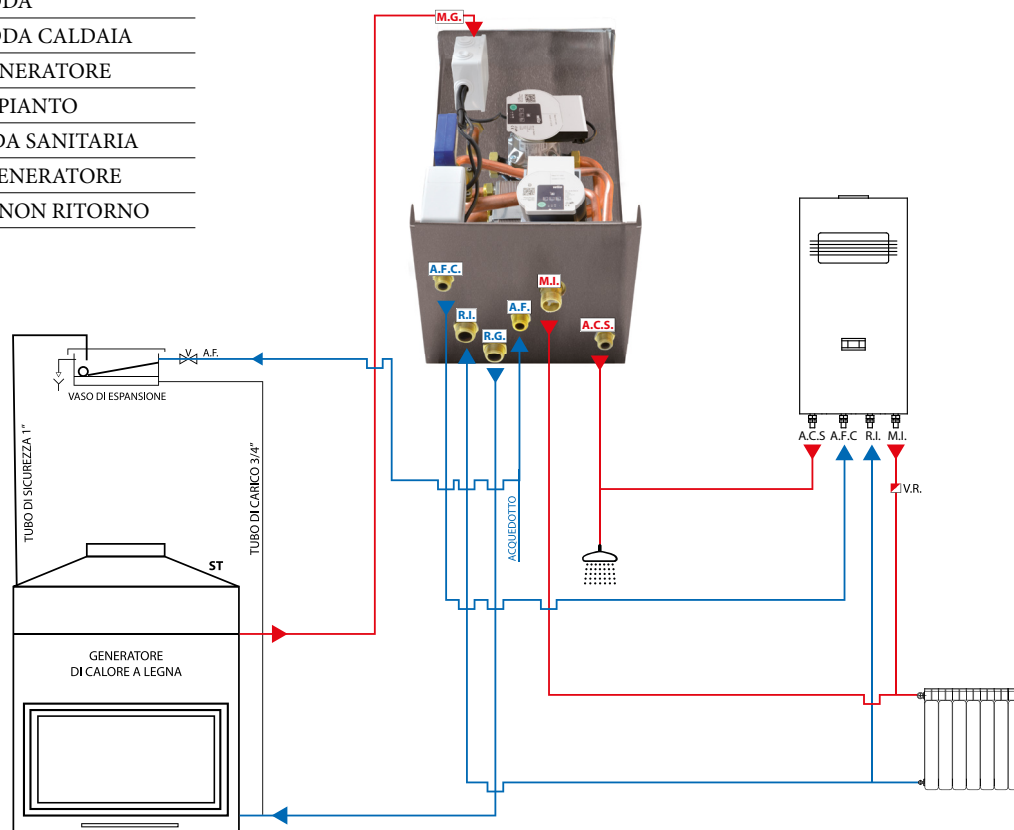 ODA
ODA CALDAIA
NERATORE
PIANTO
DA SANITARIA
ENERATORE
NON RITORNO
M.G.
A.F.C.
R.I.
R.G.
A.F.
M.I.
A.C.S.
V
A.F.
VASO DI ESPANSIONE
TUBO DI SICUREZZA 1"
TUBO DI CARICO 3/4"
ACQUEDOTTO
A.C.S
A.F.C
R.I.
M.I.
V.R.
ST
GENERATORE
DI CALORE A LEGNA